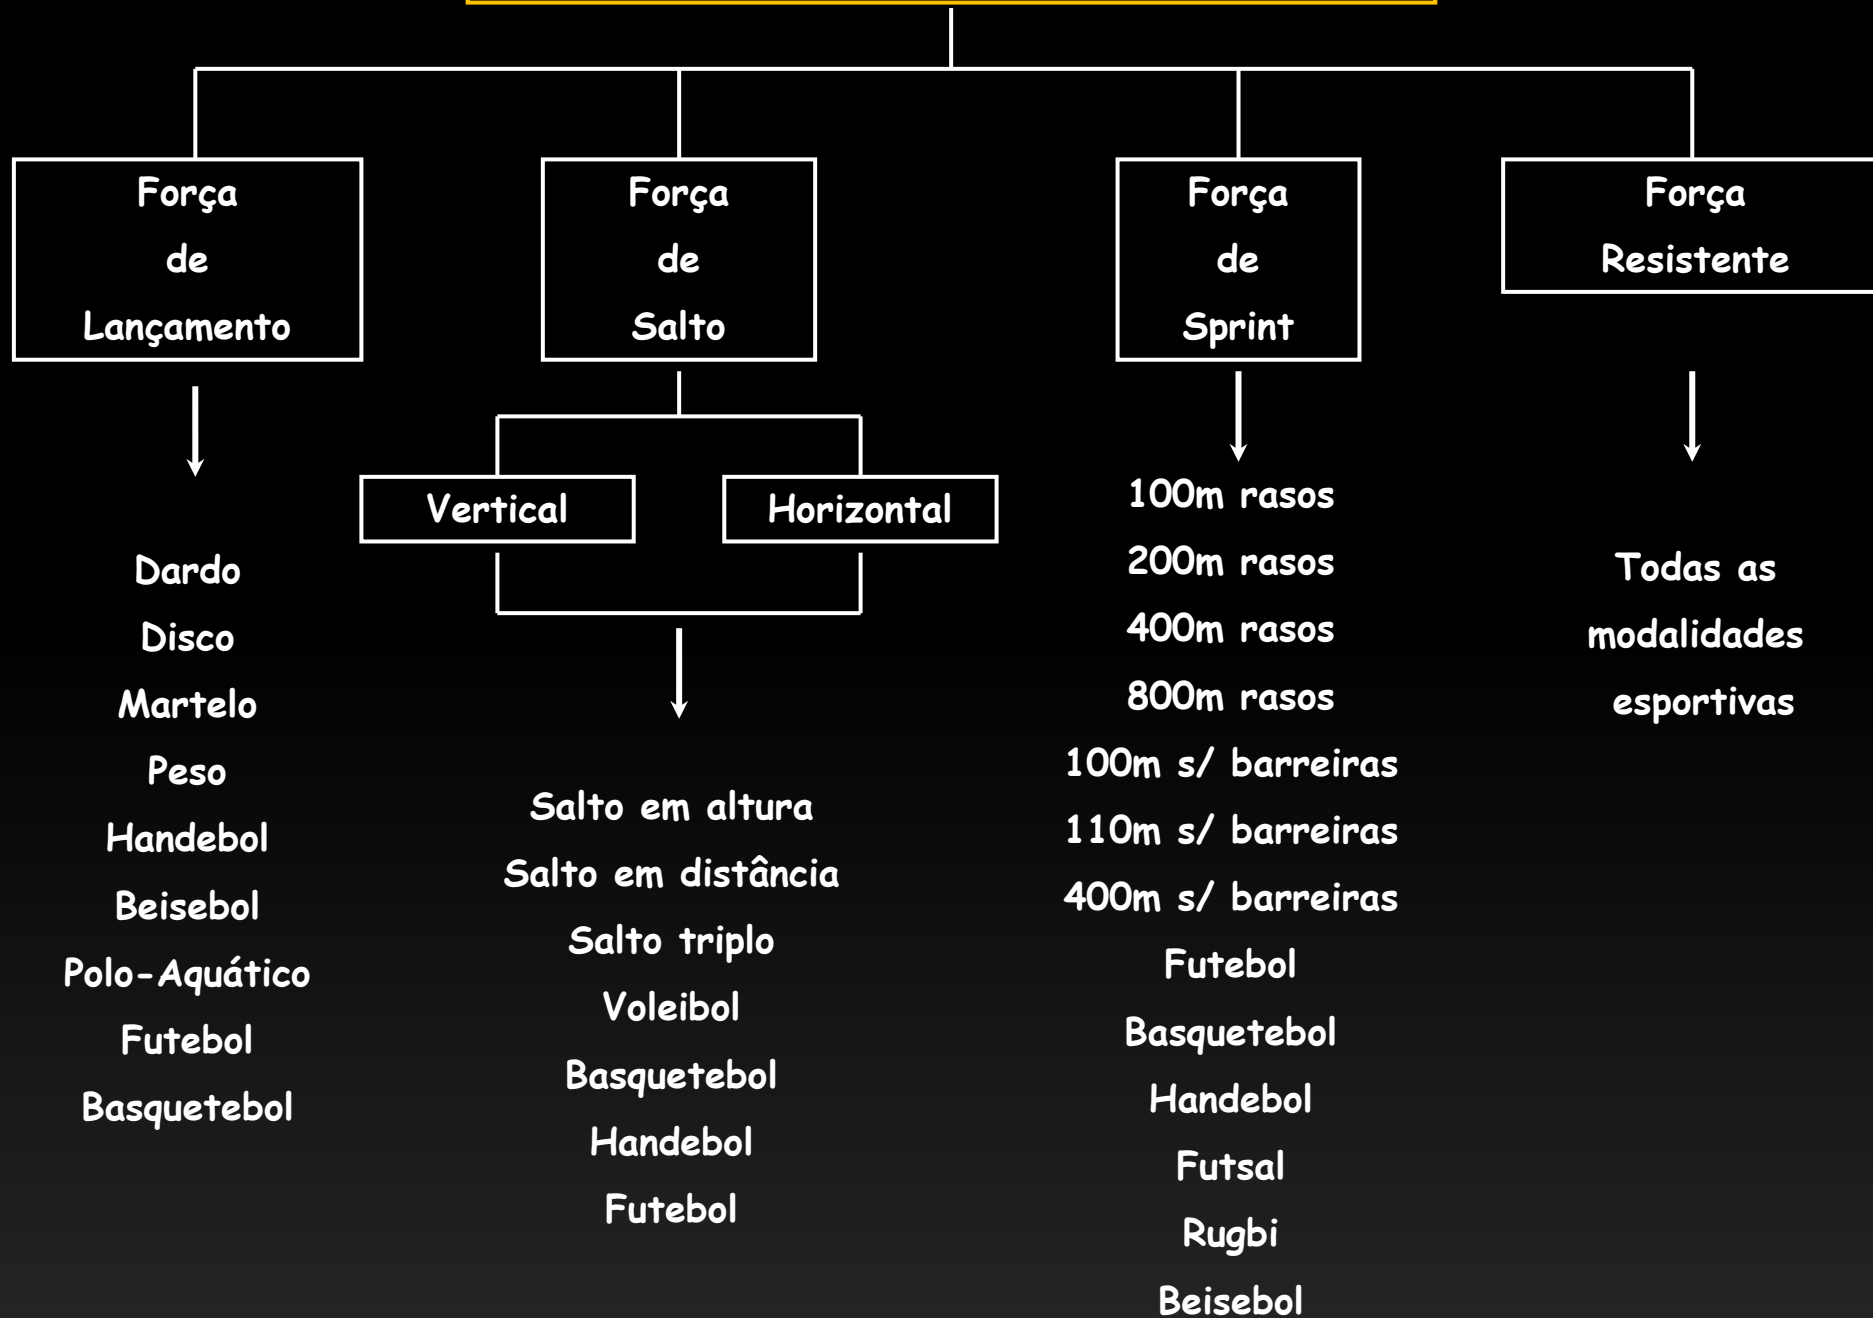 Força
de
Lançamento
Dardo
Disco
Martelo
Peso
Handebol
Beisebol
Polo-Aquático
Futebol
Basquetebol
Força
de
Salto
Vertical
Horizontal
Salto em altura
Salto em distância
Salto triplo
Voleibol
Basquetebol
Handebol
Futebol
Força
de
Sprint
100m rasos
200m rasos
400m rasos
800m rasos
100m s/ barreiras
110m s/ barreiras
400m s/ barreiras
Futebol
Basquetebol
Handebol
Futsal
Rugbi
Beisebol
Força
Resistente
Todas as
modalidades
esportivas